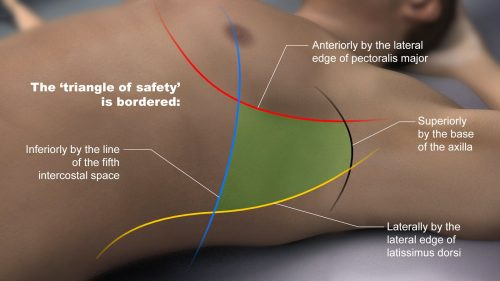 Anteriorly by the lateral
edge of pectoralis major
The ‘triangle of safety’
is bordered:
Superiorly
by the base
of the axilla
Inferiorly by the line
of the fifth
intercostal space
Laterally by the
lateral edge of
latissimus dorsi